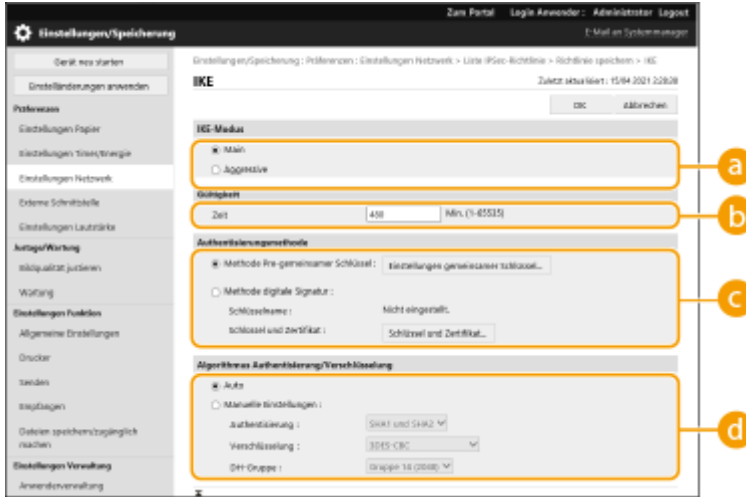 Zum Portal Login Anwender: Administrator Logout
Einstellungen/Speicherung
E-Mail an Systemmanager
Gerät neu starten
Einstelländerungen anwenden
Präferenzen
Einstellungen Papier
Einstellungen Timer/Energie
Einstellungen Netzwerk
Externe Schnittstelle
Einstellungen Lautstärke
Justage/Wartung
Bildqualität justieren
Wartung
Einstellungen Funktion
Allgemeine Einstellungen
Drucker
Senden
Empfangen
Dateien speichern/zugänglich
machen
Einstellungen Verwaltung
Anwenderverwaltung
Einstellungen/Speicherung : Präferenzen : Einstellungen Netzwerk > Liste IPSec-Richtlinie > Richtlinie speichern > IKE
IKE
Zuletzt aktualisiert : 15/04 2021 2:28:28
OK Abbrechen
IKE-Modus
Main
Aggressive
a
Gültigkeit
Zeit 480 Min. (1-65535)
b
Authentisierungsmethode
Methode Pre-gemeinsamer Schlüssel : Einstellungen gemeinsamer Schlüssel...
Methode digitale Signatur :
Schlüsselname : Nicht eingestellt.
Schlüssel und Zertifikat : Schlüssel und Zertifikat...
c
Algorithmus Authentisierung/Verschlüsselung
Auto
Manuelle Einstellungen :
Authentisierung : SHA1 und SHA2
Verschlüsselung : 3DES-CBC
DH-Gruppe : Gruppe 14 (2048)
d